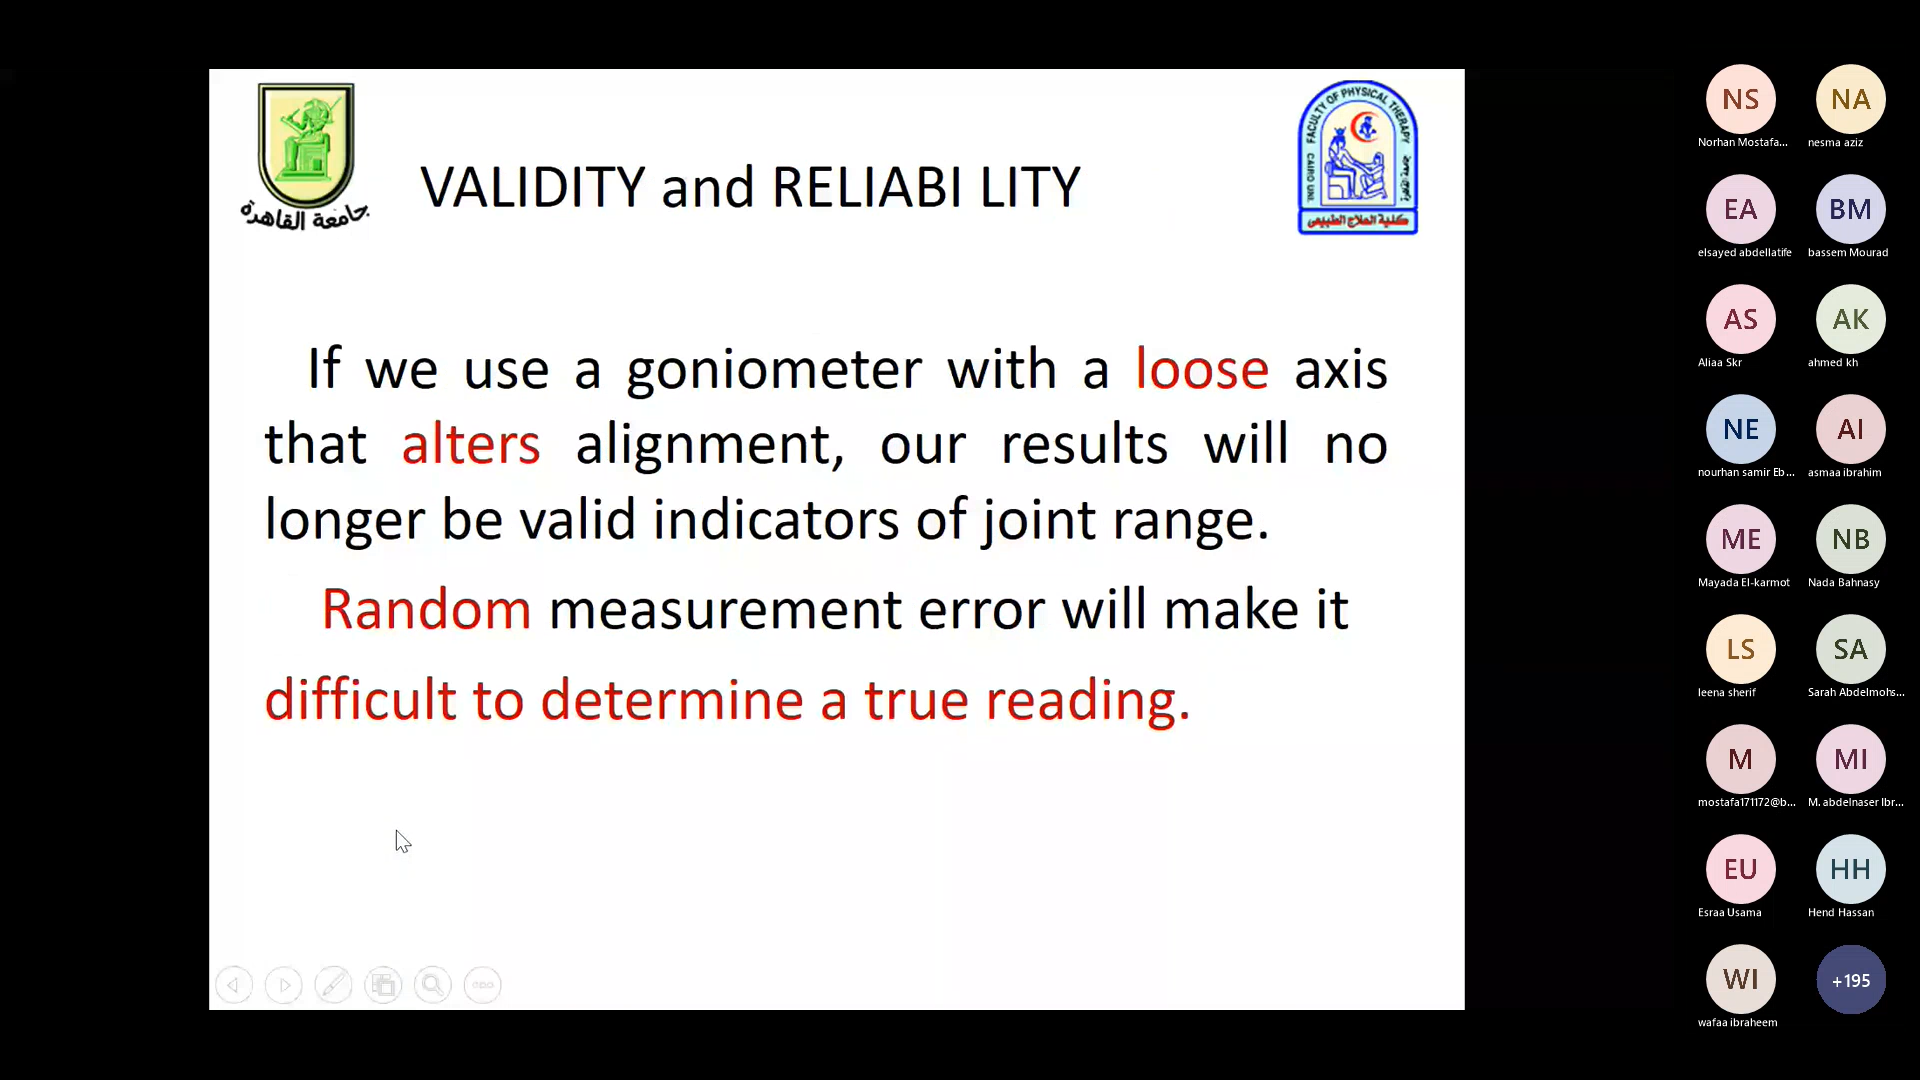 جامعة القاهرة
VALIDITY and RELIABI LITY
FACULTY OF PHYSICAL THERAPY
CAIRO UNI.
كلية العلاج الطبيعى
If we use a goniometer with a loose axis
that alters alignment, our results will no
longer be valid indicators of joint range.
Random measurement error will make it
difficult to determine a true reading.
NS
Norhan Mostafa...
NA
nesma aziz
EA
elsayed abdellatife
BM
bassem Mourad
AS
Aliaa Skr
AK
ahmed kh
NE
nourhan samir Eb...
AI
asmaa ibrahim
ME
Mayada El-karmot
NB
Nada Bahnasy
LS
leena sherif
SA
Sarah Abdelmohs...
M
mostafa171172@b...
MI
M. abdelnaser Ibr...
EU
Esraa Usama
HH
Hend Hassan
WI
wafaa ibraheem
+195